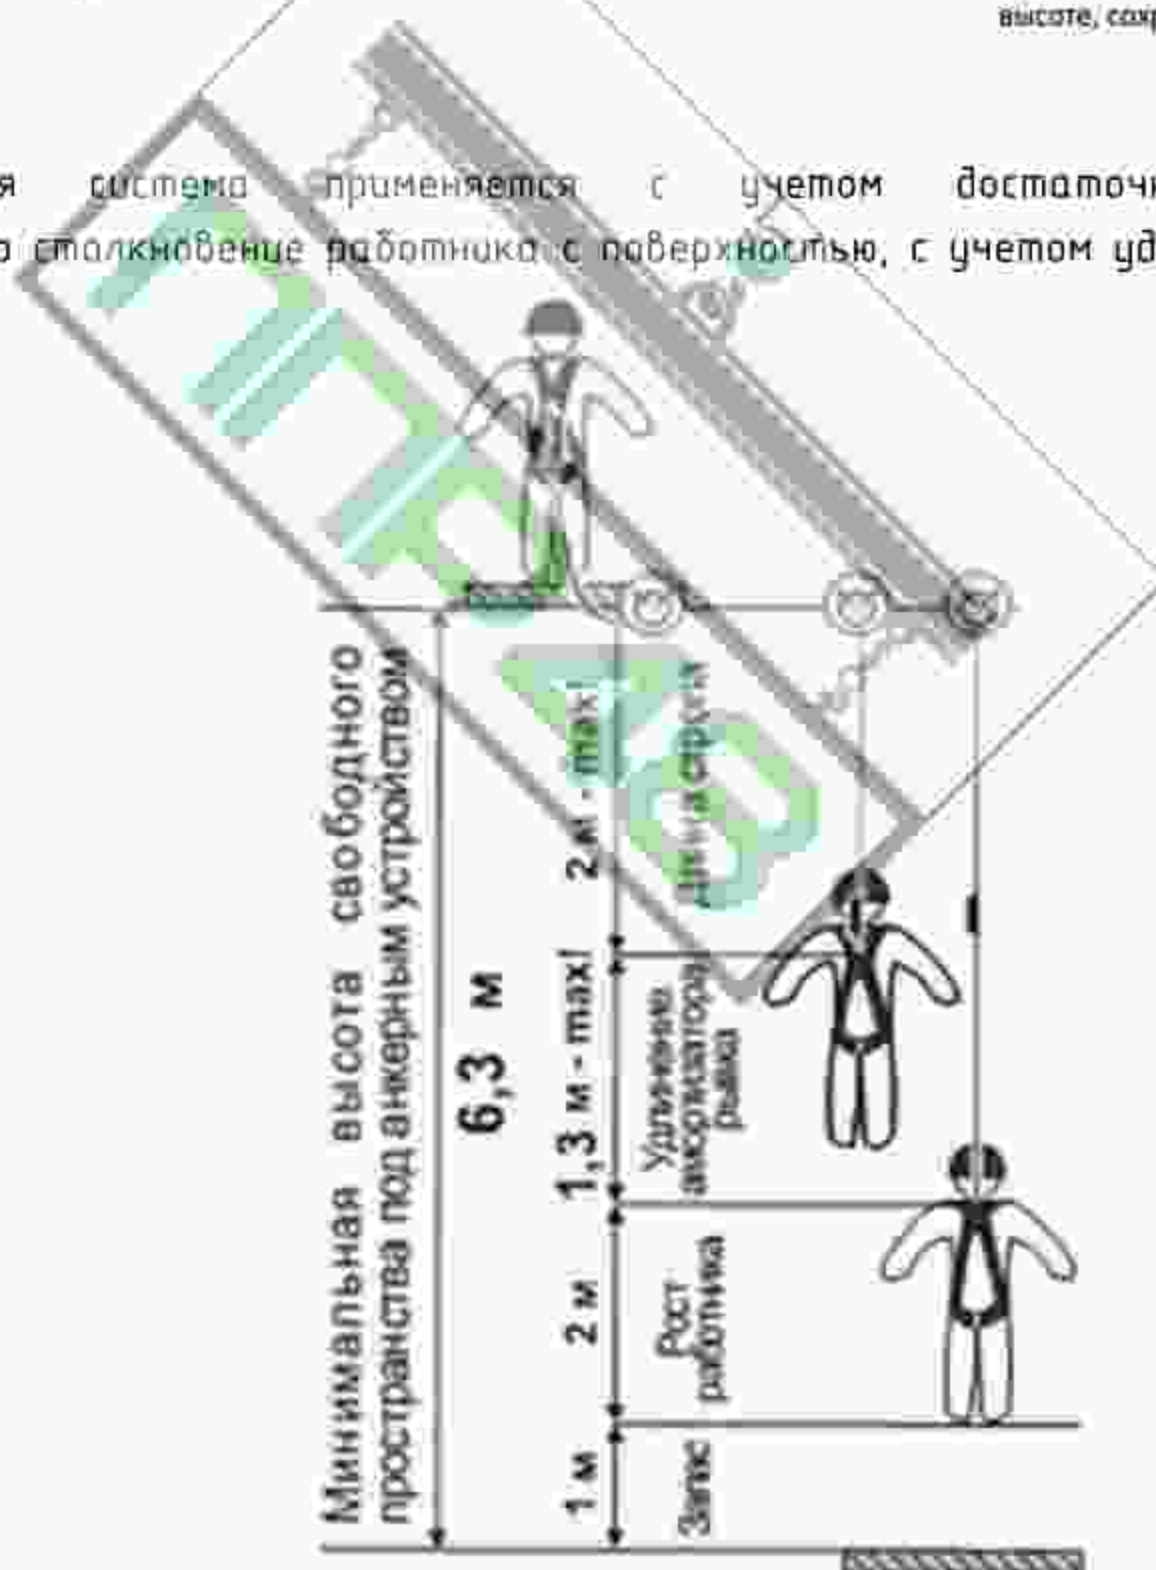 высоте, сохр
я система применяется с учетом достаточн
о столкновение работника с поверхностью, с учетом уд
Минимальная высота свободного
пространства под анкерным устройством
6,3 м
2 м - max!
Длина стропа
1,3 м - max!
Удлинение
амортизатора
рывка
2 м
Рост
работника
1 м
Запас